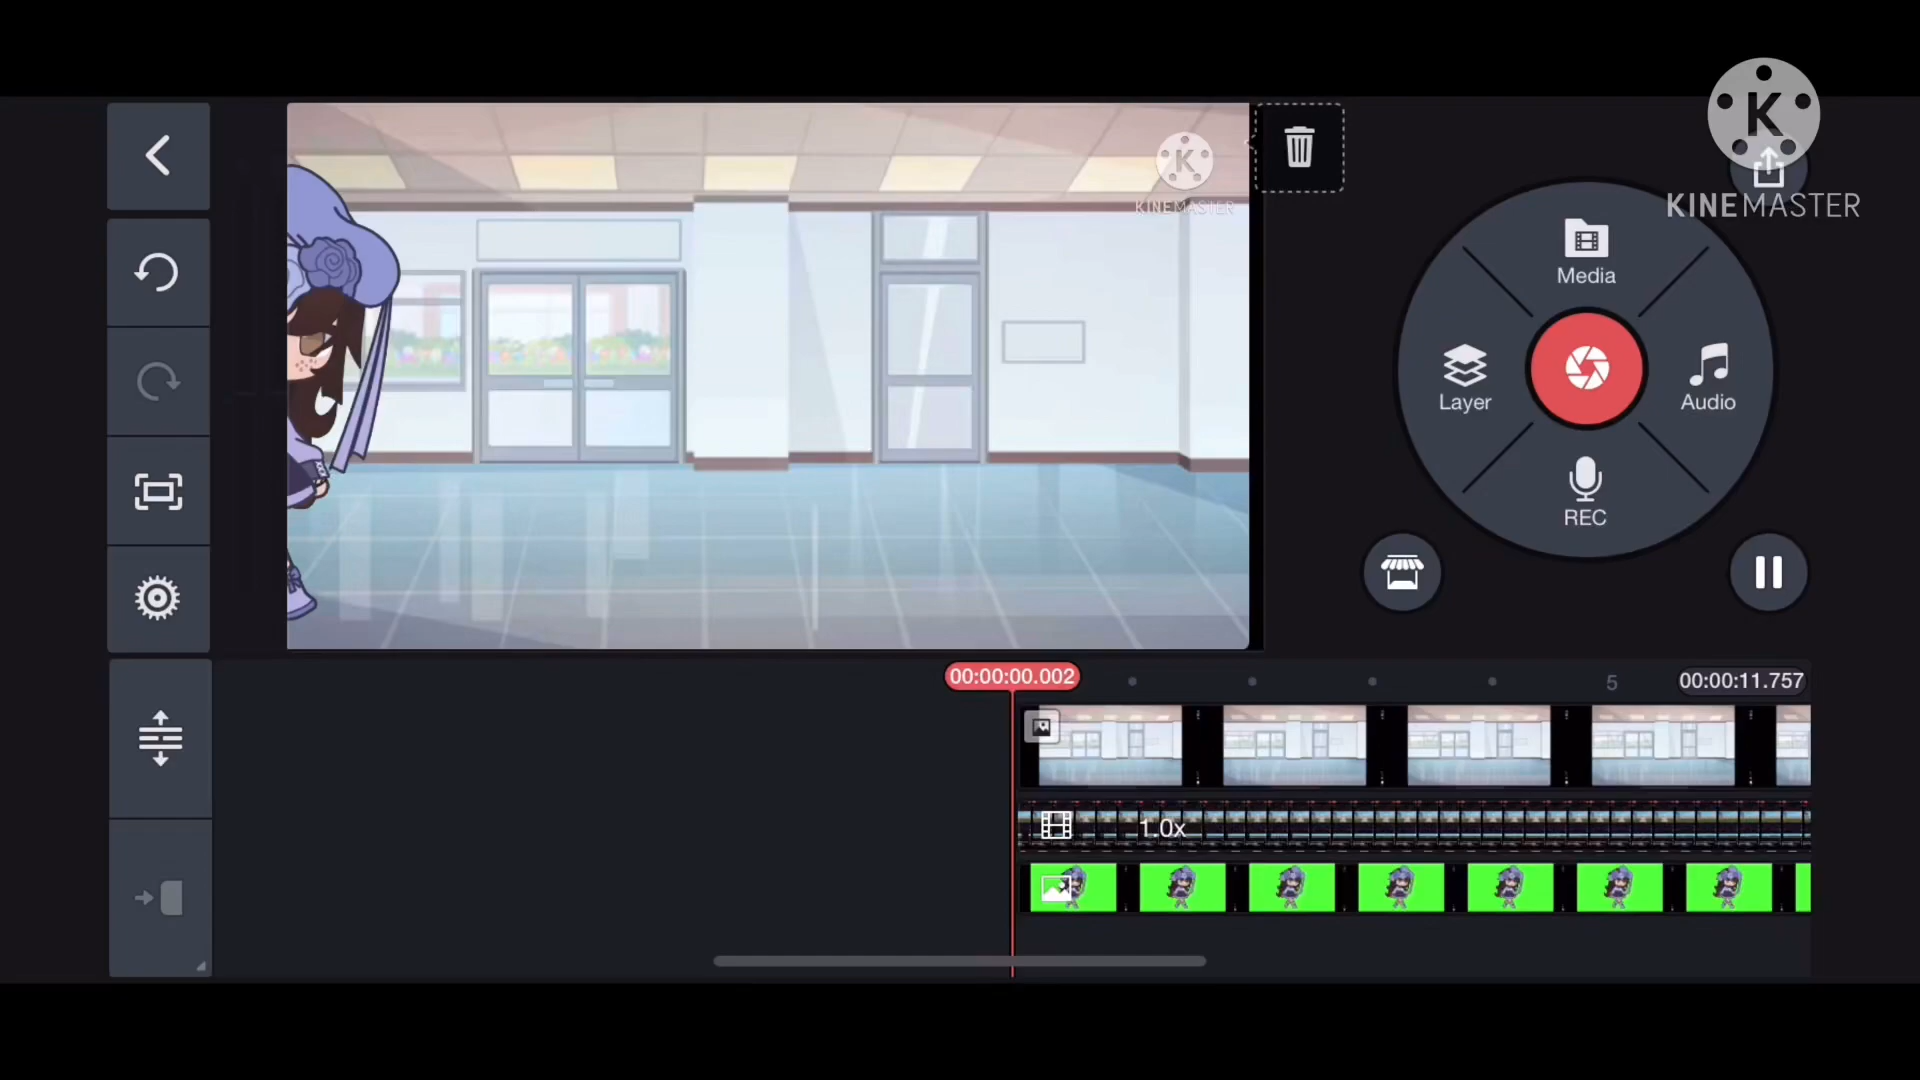 KINEMASTER
K
K
KINEMASTER
Media
Layer
Audio
REC
00:00:00.002
5
00:00:11.757
1.0x